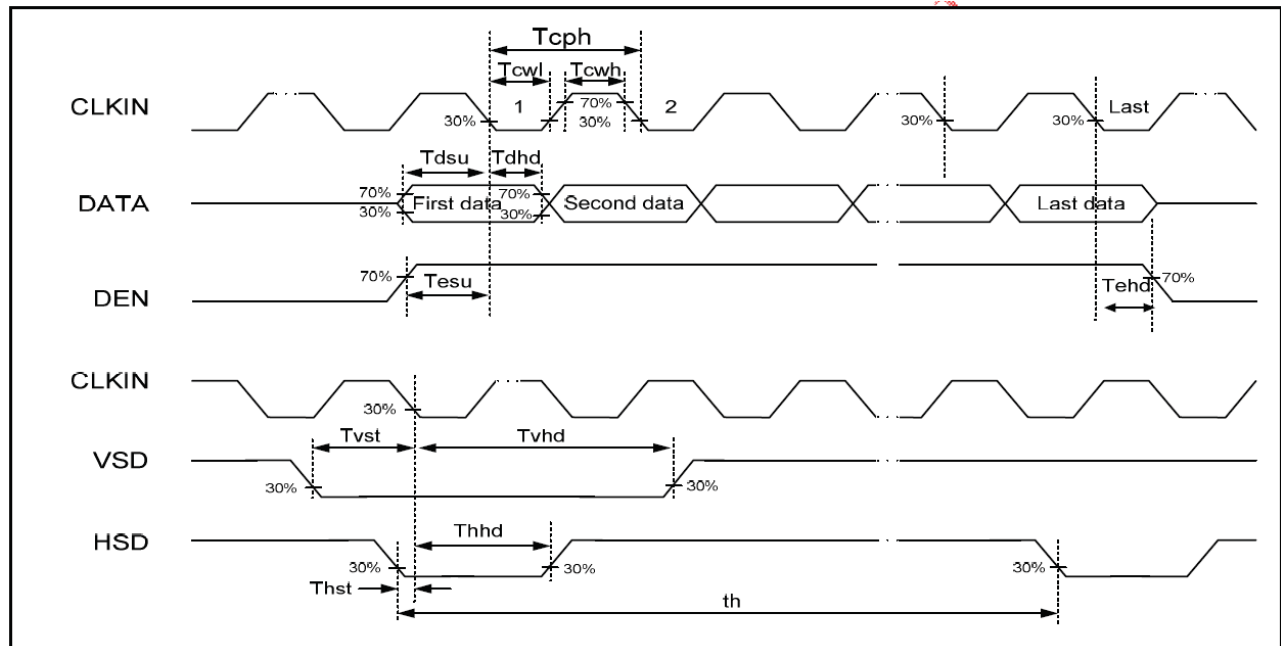 Tcph
Tcwl Tcwh
CLKIN 30% 1 70% 30% 2 30% 30% Last
Tdsu Tdhd
DATA 70% 30% First data 70% 30% Second data Last data
DEN 70% Tesu Tehd 70%
CLKIN 30%
Tvst Tvhd
VSD 30% 30%
HSD 30% Thhd 30% 30%
Thst th